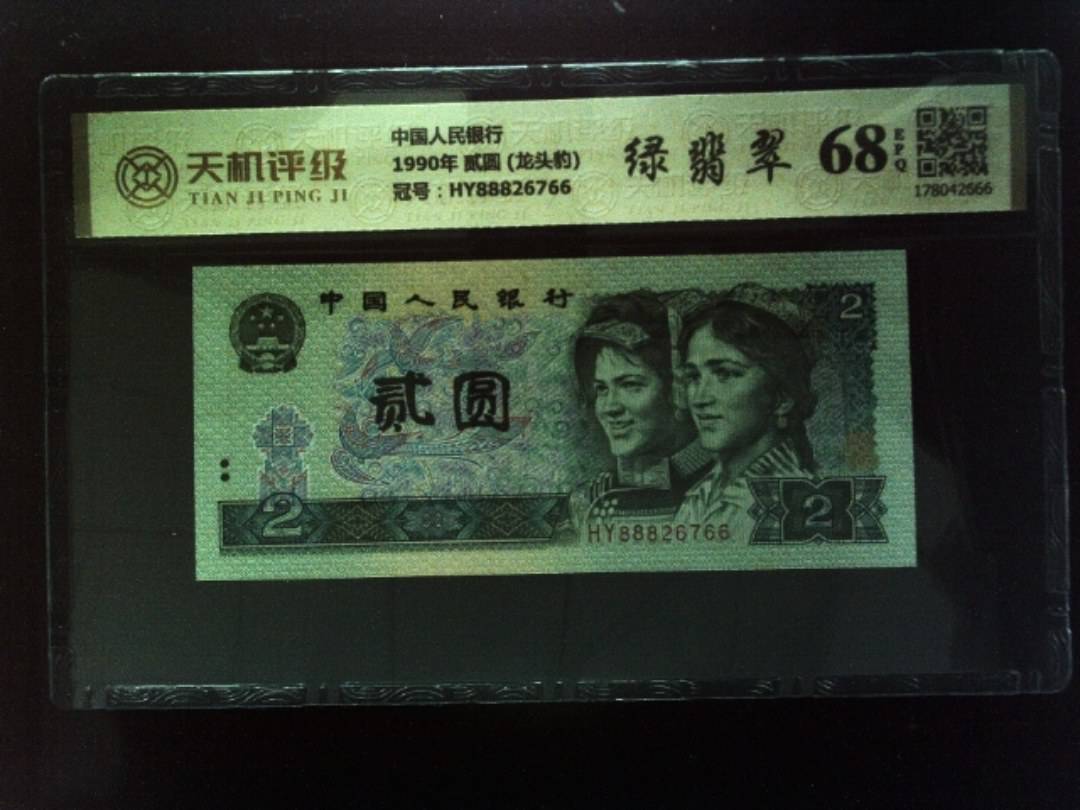 天机评级
TIAN JI PING JI
中国人民银行
1990年 贰圆 (龙头豹)
冠号：HY88826766
绿翡翠
68
EPQ
178042666
中国人民银行
2
贰圆
2
HY88826766
2